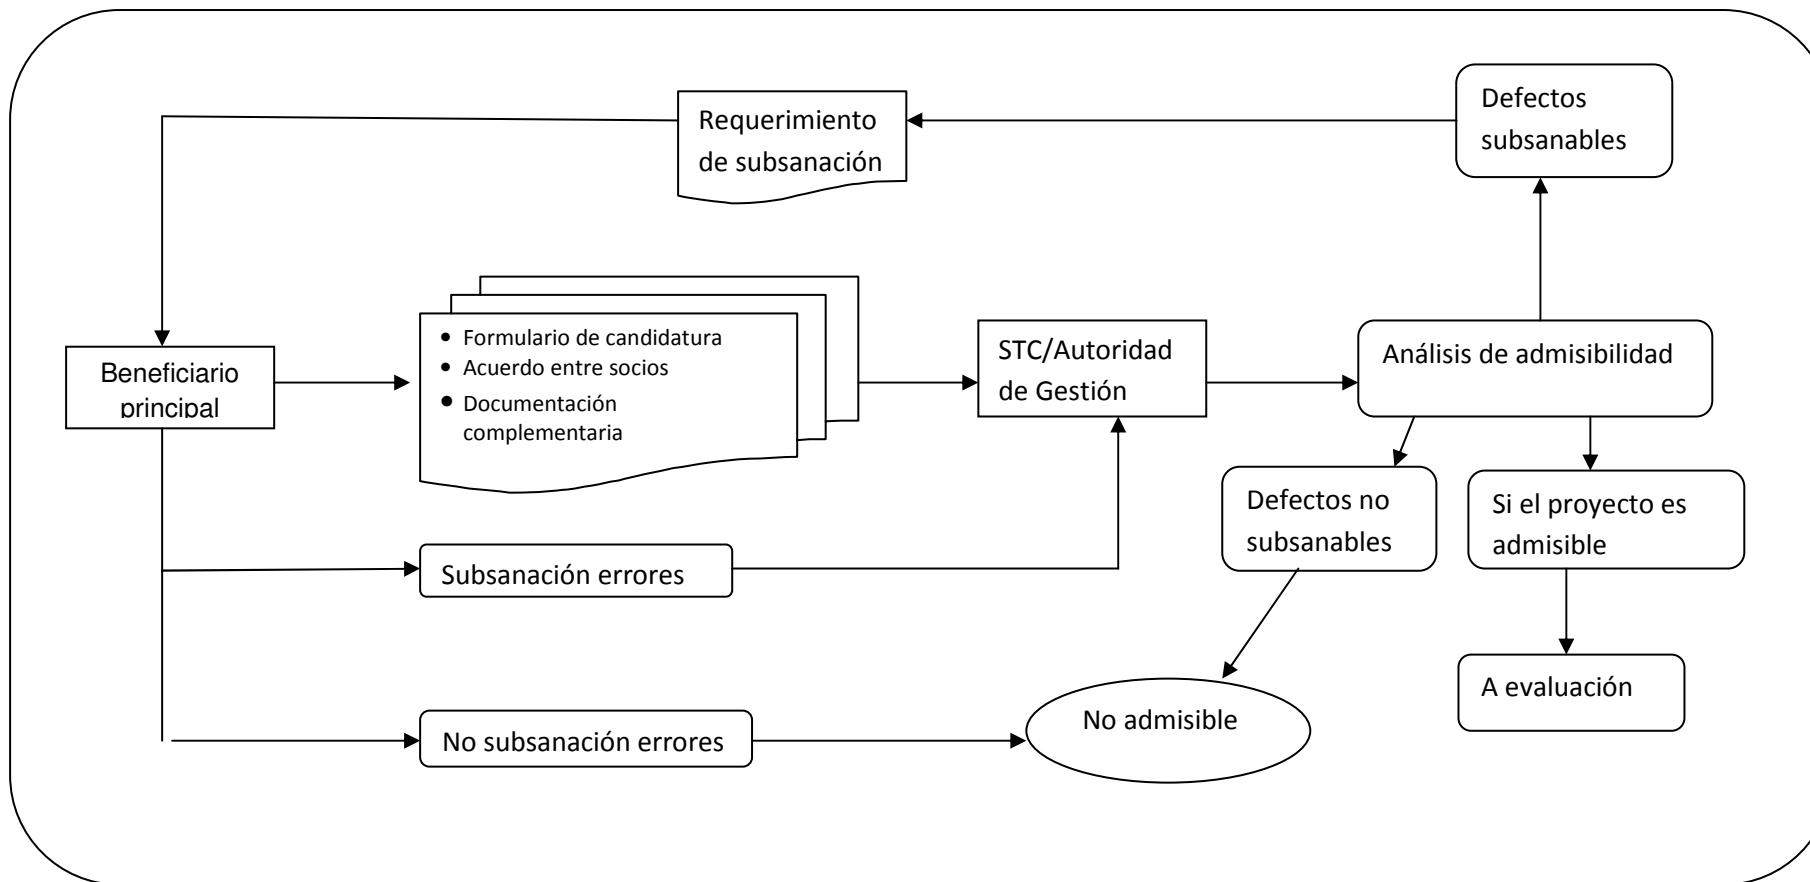 Defectos
subsanables
Requerimiento
de subsanación
• Formulario de candidatura
• Acuerdo entre socios
• Documentación
complementaria
STC/Autoridad
de Gestión
Análisis de admisibilidad
Beneficiario
principal
Defectos no
subsanables
Si el proyecto es
admisible
Subsanación errores
A evaluación
No admisible
No subsanación errores